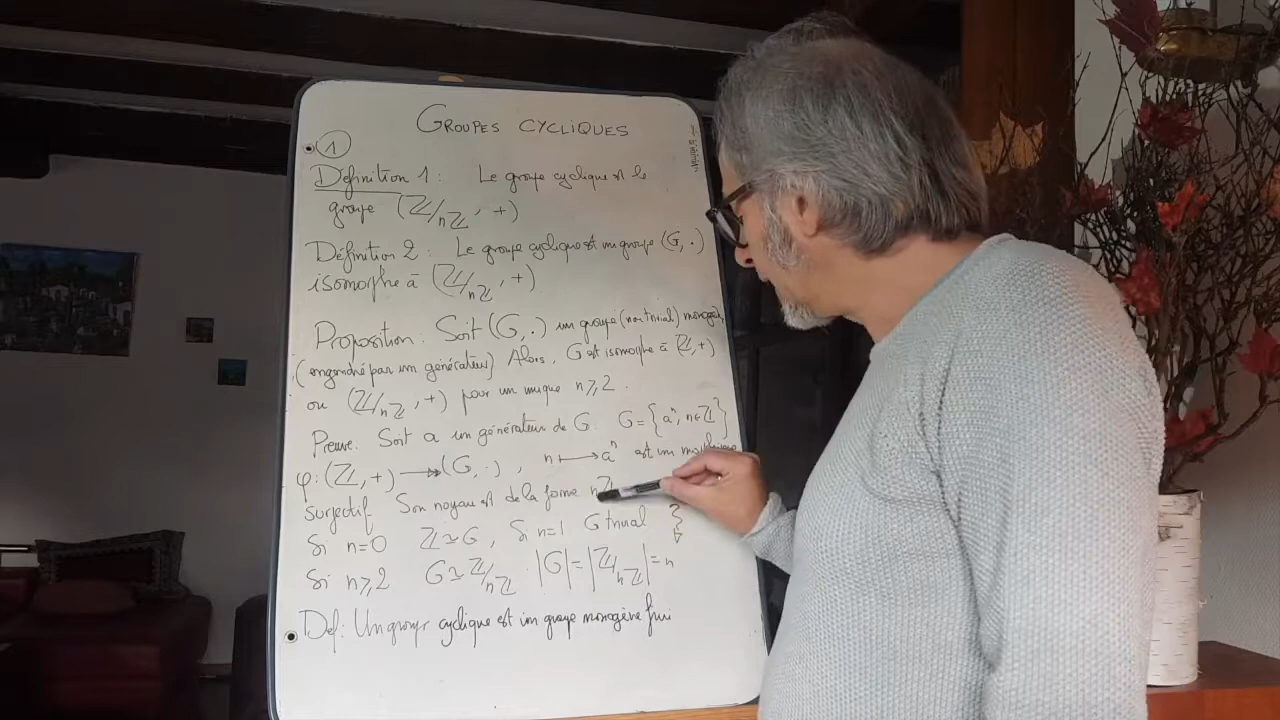 GROUPES CYCLIQUES
1
Définition 1 : Le groupe cyclique est le
groupe (ℤ/nℤ, +)
Définition 2 : Le groupe cyclique est un groupe (G, .)
isomorphe à (ℤ/nℤ, +)
Proposition : Soit (G, .) un groupe (non trivial) monogène
(engendré par un générateur) Alors, G est isomorphe à (ℤ, +)
ou (ℤ/nℤ, +) pour un unique n ⩾ 2.
Preuve. Soit a un générateur de G. G = {aⁿ, n ∈ ℤ}
φ : (ℤ, +) ↠ (G, .), n ⟼ aⁿ est un
surjectif Son noyau est de la forme nℤ
Si n=0 ℤ ≃ G, Si n=1 G trivial
Si n⩾2 G ≃ ℤ/nℤ . |G| = |ℤ/nℤ| = n
Def : Un groupe cyclique est un groupe monogène fini